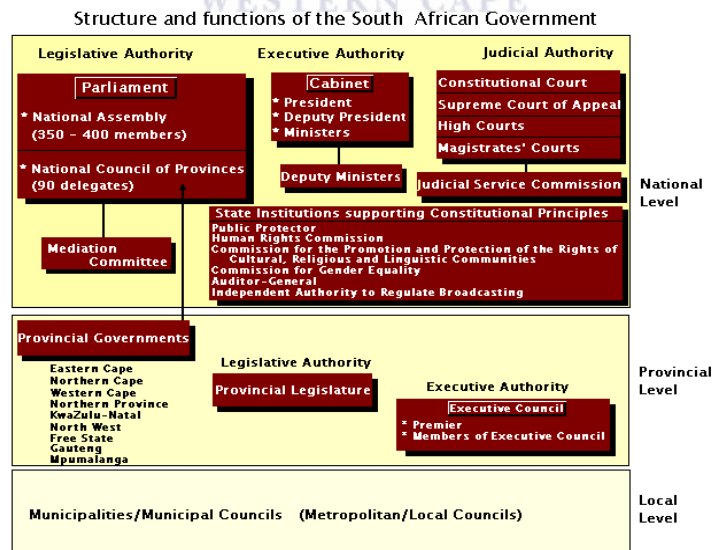 WESTERN CAPE
Structure and functions of the South African Government
Legislative Authority
Executive Authority
Judicial Authority
Parliament
* National Assembly
(350 - 400 members)
* National Council of Provinces
(90 delegates)
Mediation
Committee
Cabinet
* President
* Deputy President
* Ministers
Deputy Ministers
Constitutional Court
Supreme Court of Appeal
High Courts
Magistrates' Courts
Judicial Service Commission
National
Level
State Institutions supporting Constitutional Principles
Public Protector
Human Rights Commission
Commission for the Promotion and Protection of the Rights of
Cultural, Religious and Linguistic Communities
Commission for Gender Equality
Auditor-General
Independent Authority to Regulate Broadcasting
Provincial Governments
Eastern Cape
Northern Cape
Western Cape
Northern Province
KwaZulu-Natal
North West
Free State
Gauteng
Mpumalanga
Legislative Authority
Provincial Legislature
Executive Authority
Executive Council
* Premier
* Members of Executive Council
Provincial
Level
Municipalities/Municipal Councils (Metropolitan/Local Councils)
Local
Level